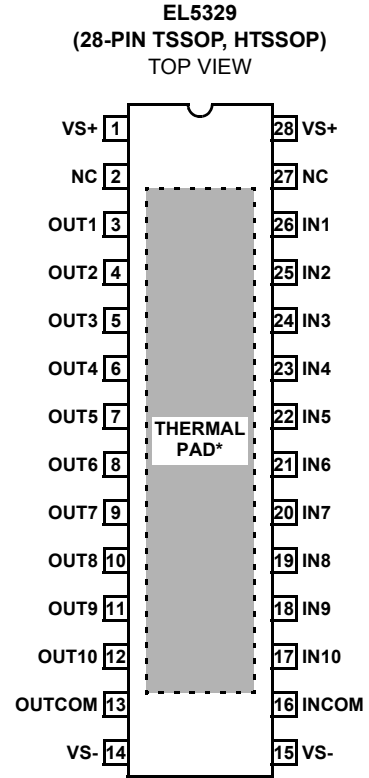 EL5329
(28-PIN TSSOP, HTSSOP)
TOP VIEW
VS+ 1 28 VS+
NC 2 27 NC
OUT1 3 26 IN1
OUT2 4 25 IN2
OUT3 5 24 IN3
OUT4 6 23 IN4
OUT5 7 22 IN5
THERMAL
PAD*
OUT6 8 21 IN6
OUT7 9 20 IN7
OUT8 10 19 IN8
OUT9 11 18 IN9
OUT10 12 17 IN10
OUTCOM 13 16 INCOM
VS- 14 15 VS-